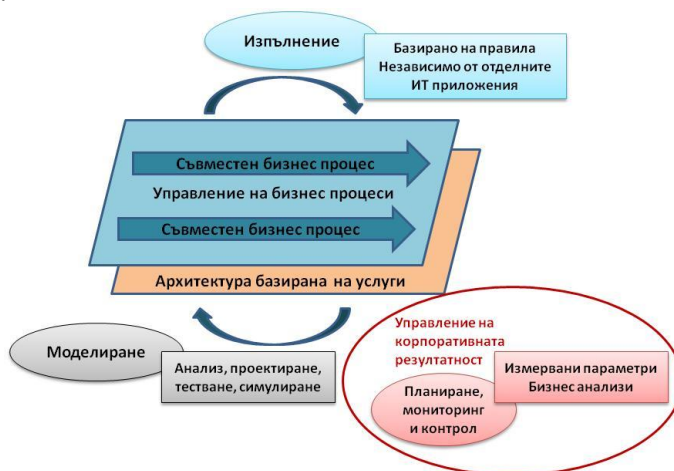 Изпълнение
Базирано на правила
Независимо от отделните
ИТ приложения
Съвместен бизнес процес
Управление на бизнес процеси
Съвместен бизнес процес
Архитектура базирана на услуги
Моделиране
Анализ, проектиране,
тестване, симулиране
Управление на
корпоративната
резултатност
Измервани параметри
Бизнес анализи
Планиране,
мониторинг
и контрол